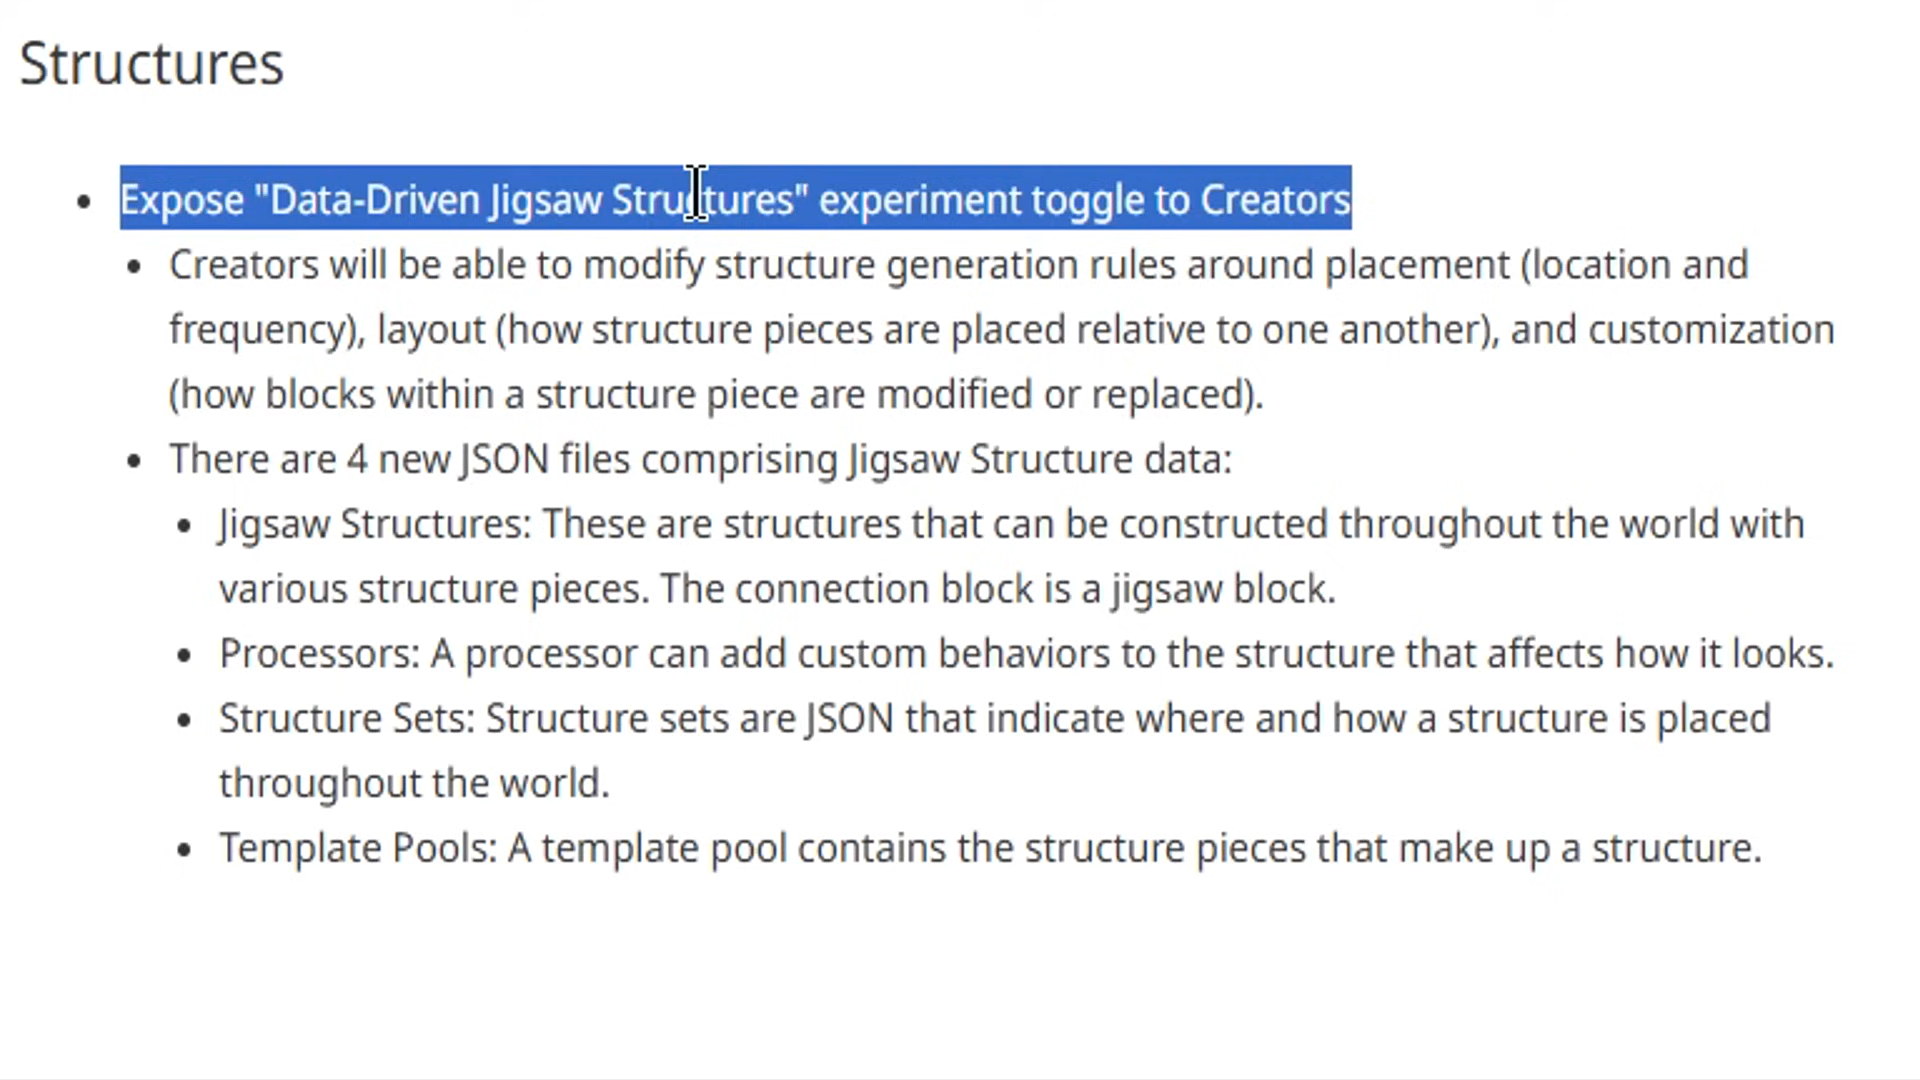 Structures
Expose "Data-Driven Jigsaw Structures" experiment toggle to Creators
Creators will be able to modify structure generation rules around placement (location and
frequency), layout (how structure pieces are placed relative to one another), and customization
(how blocks within a structure piece are modified or replaced).
There are 4 new JSON files comprising Jigsaw Structure data:
Jigsaw Structures: These are structures that can be constructed throughout the world with
various structure pieces. The connection block is a jigsaw block.
Processors: A processor can add custom behaviors to the structure that affects how it looks.
Structure Sets: Structure sets are JSON that indicate where and how a structure is placed
throughout the world.
Template Pools: A template pool contains the structure pieces that make up a structure.